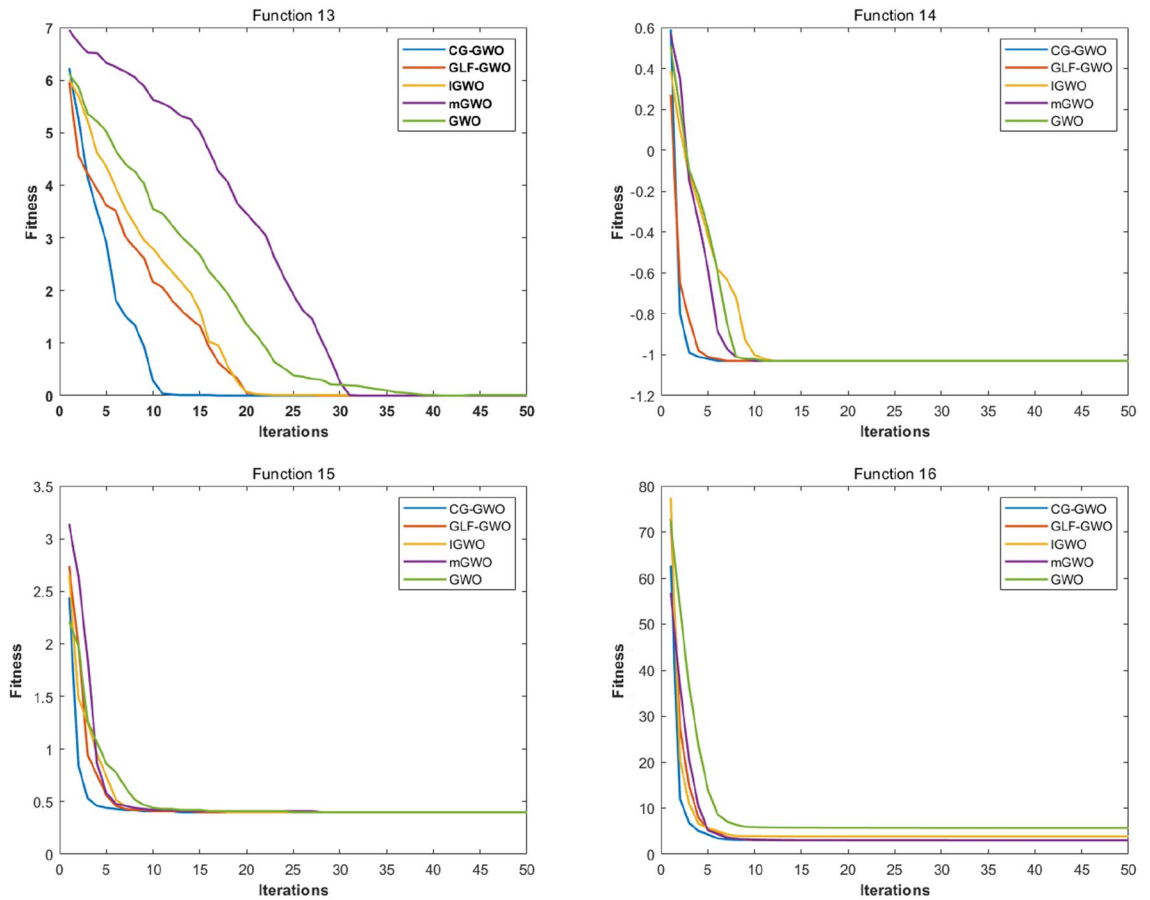 Function 13
7
6
5
4
3
2
1
0
Fitness
CG-GWO
GLF-GWO
IGWO
mGWO
GWO
0 5 10 15 20 25 30 35 40 45 50
Iterations
Function 14
0.6
0.4
0.2
0
-0.2
-0.4
-0.6
-0.8
-1
-1.2
Fitness
CG-GWO
GLF-GWO
IGWO
mGWO
GWO
0 5 10 15 20 25 30 35 40 45 50
Iterations
Function 15
3.5
3
2.5
2
1.5
1
0.5
0
Fitness
CG-GWO
GLF-GWO
IGWO
mGWO
GWO
0 5 10 15 20 25 30 35 40 45 50
Iterations
Function 16
80
70
60
50
40
30
20
10
0
Fitness
CG-GWO
GLF-GWO
IGWO
mGWO
GWO
0 5 10 15 20 25 30 35 40 45 50
Iterations